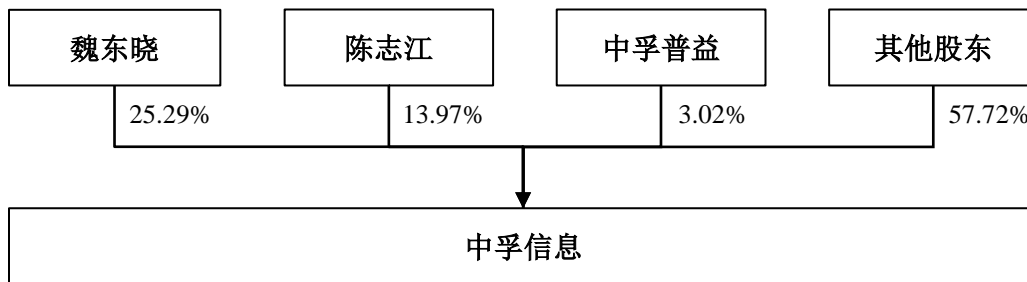 魏东晓
陈志江
中孚普益
其他股东
25.29%
13.97%
3.02%
57.72%
中孚信息